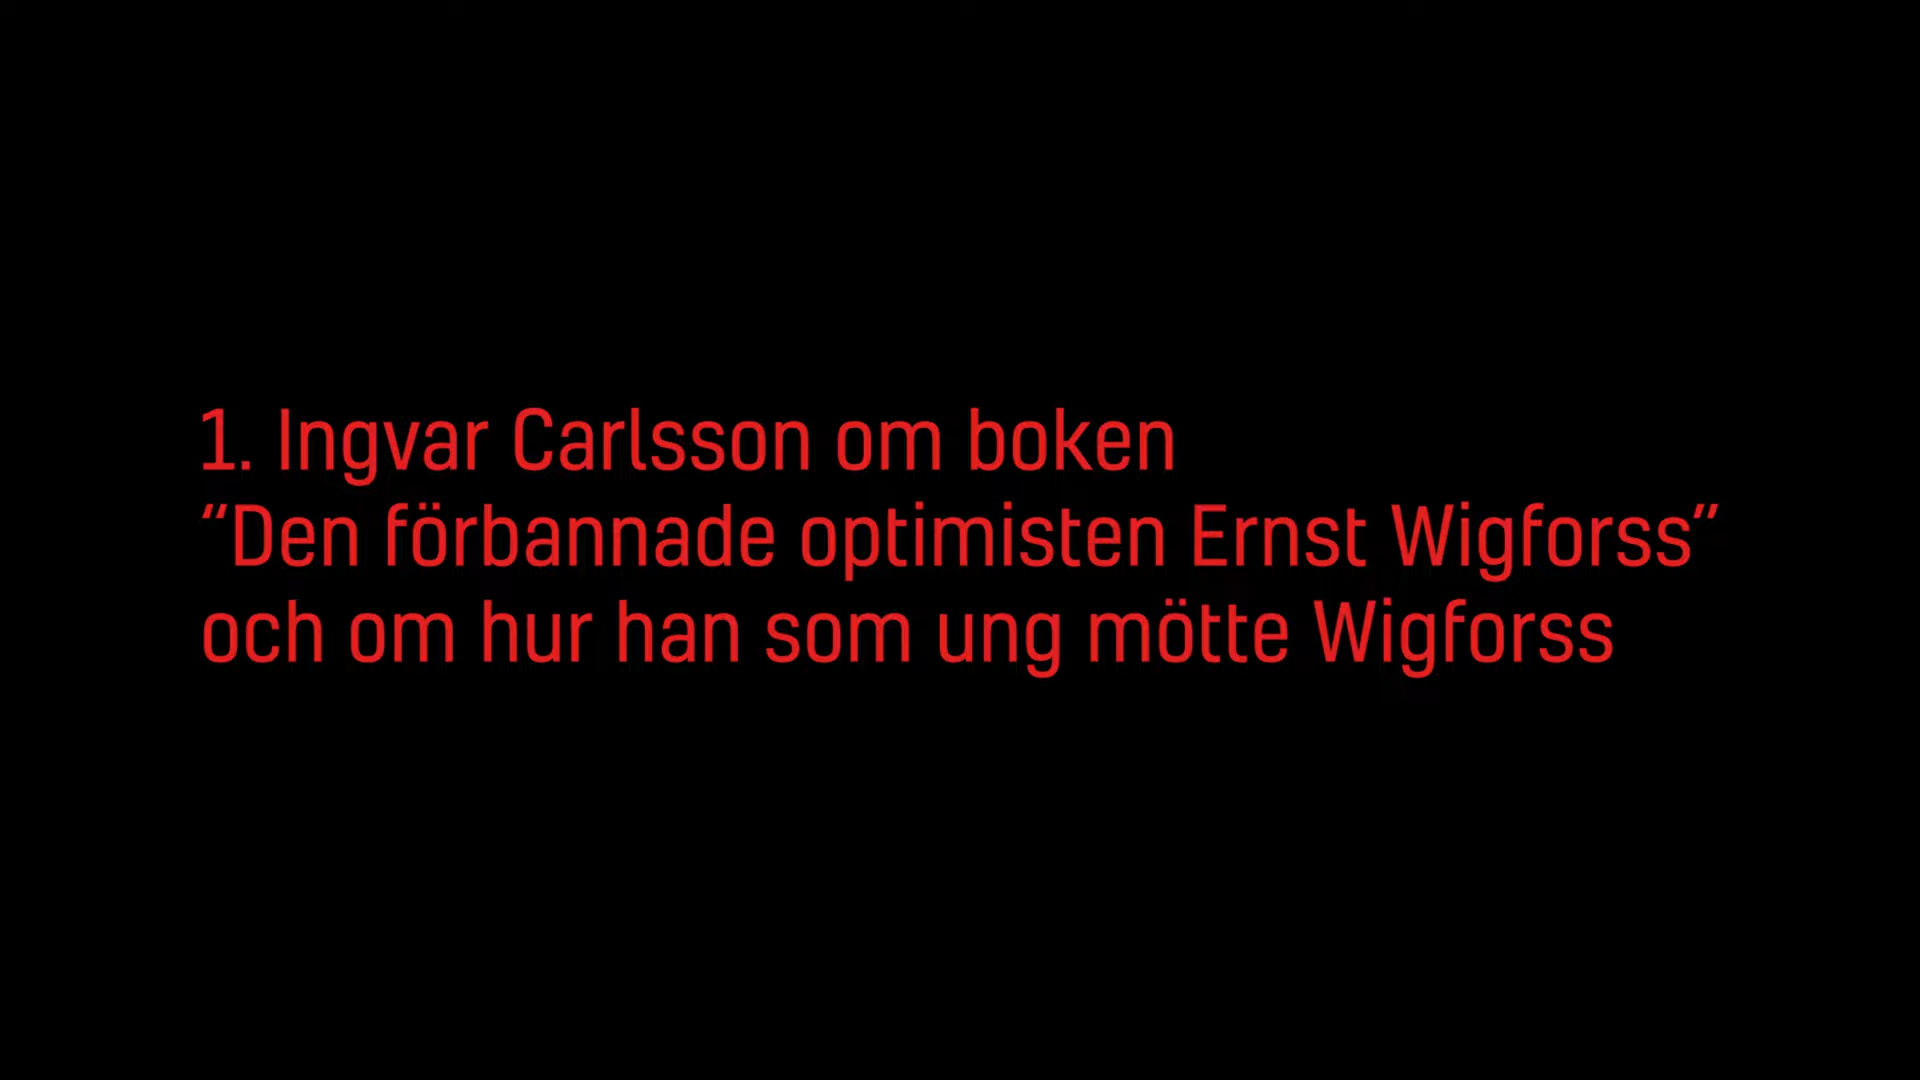 1. Ingvar Carlsson om boken
“Den förbannade optimisten Ernst Wigforss”
och om hur han som ung mötte Wigforss